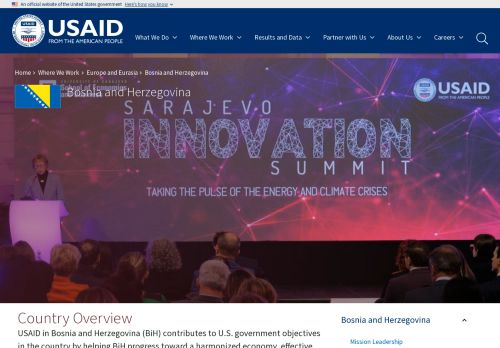 An official website of the United States government Here's how you know
USAID
FROM THE AMERICAN PEOPLE
What We Do
Where We Work
Results and Data
Partner with Us
About Us
Careers
Home › Where We Work › Europe and Eurasia › Bosnia and Herzegovina
School of Economics
Bosnia and Herzegovina
USAID
FROM THE AMERICAN PEOPLE
SARAJEVO
INNOVATION
SUMMIT
TAKING THE PULSE OF THE ENERGY AND CLIMATE CRISES
Country Overview
USAID in Bosnia and Herzegovina (BiH) contributes to U.S. government objectives
in the country by helping BiH progress toward a harmonized economy, effective
Bosnia and Herzegovina
Mission Leadership